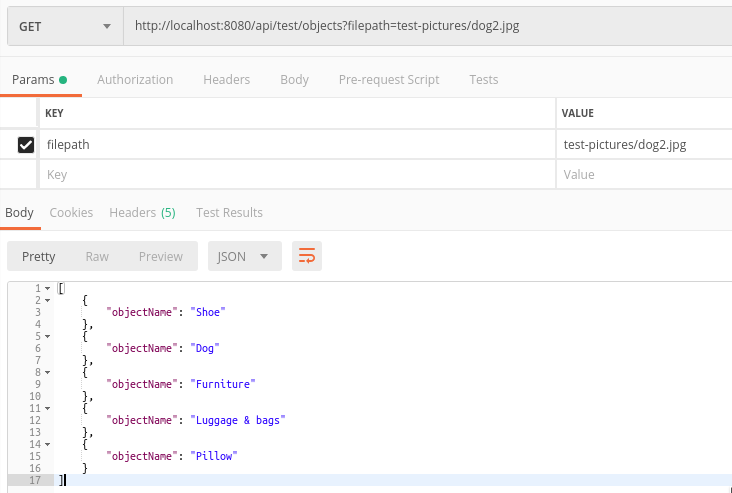 GET http://localhost:8080/api/test/objects?filepath=test-pictures/dog2.jpg
Params Authorization Headers Body Pre-request Script Tests
KEY VALUE
filepath test-pictures/dog2.jpg
Key Value
Body Cookies Headers (5) Test Results
Pretty Raw Preview JSON
1 [
2 {
3 "objectName": "Shoe"
4 },
5 {
6 "objectName": "Dog"
7 },
8 {
9 "objectName": "Furniture"
10 },
11 {
12 "objectName": "Luggage & bags"
13 },
14 {
15 "objectName": "Pillow"
16 }
17 ]